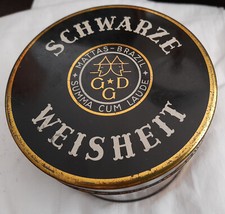 SCHWARZE
MATTAS-BRAZIL
G D
G
SUMMA CUM LAUDE
WEISHEIT